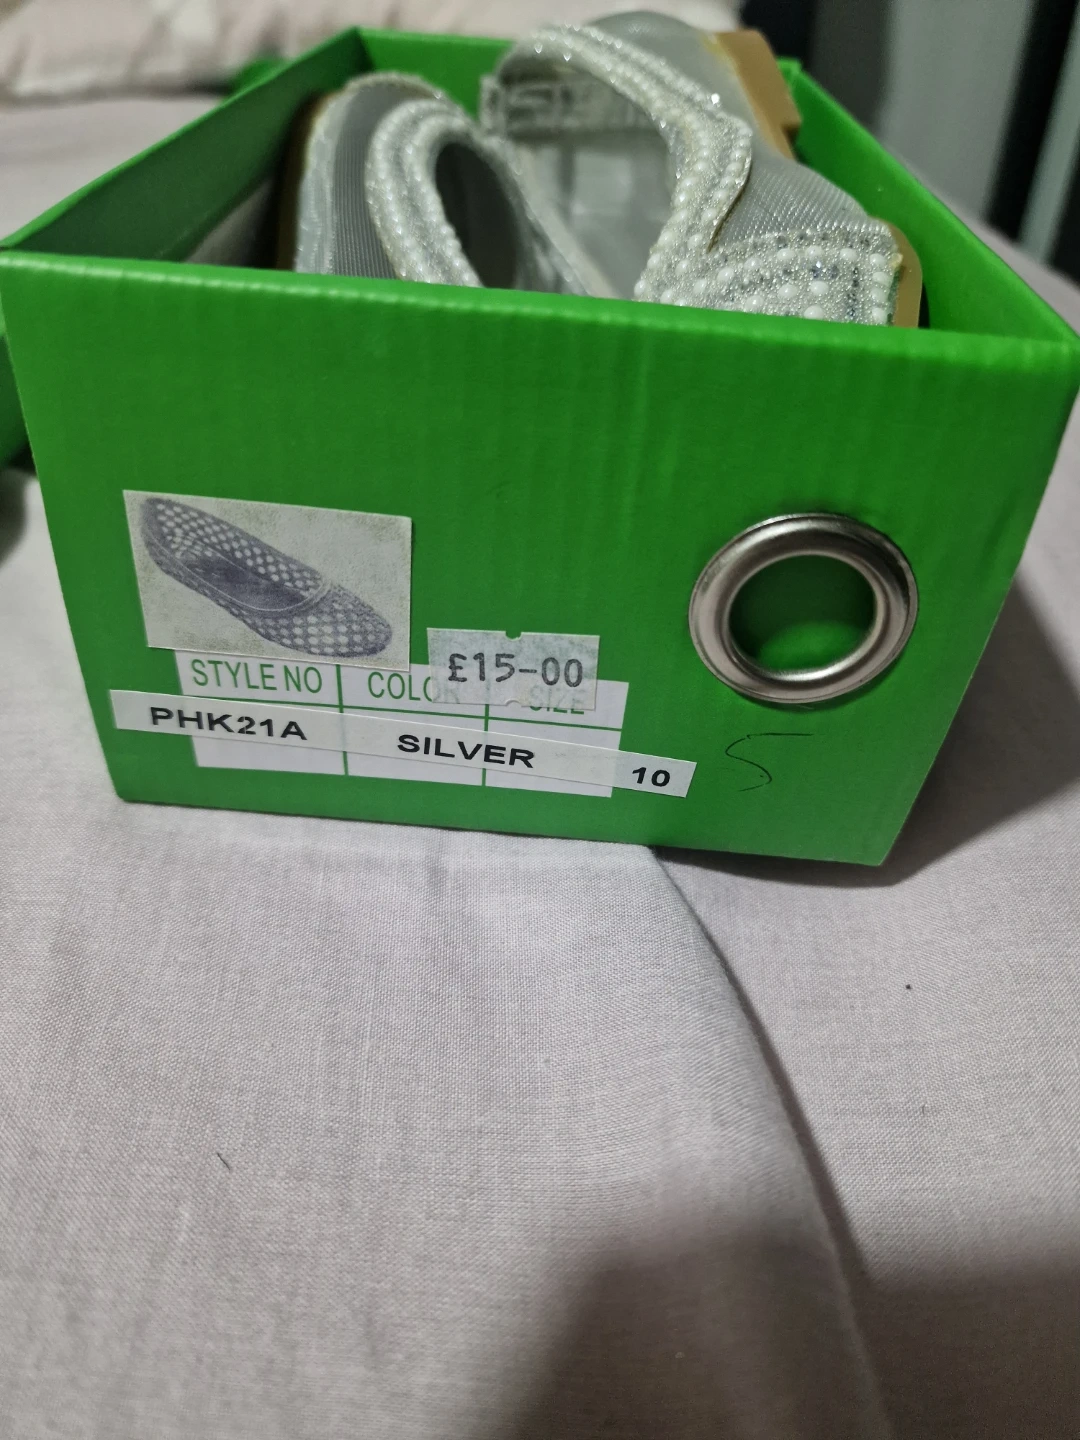 £15-00
STYLE NO COLOR SIZE
PHK21A SILVER 10
5